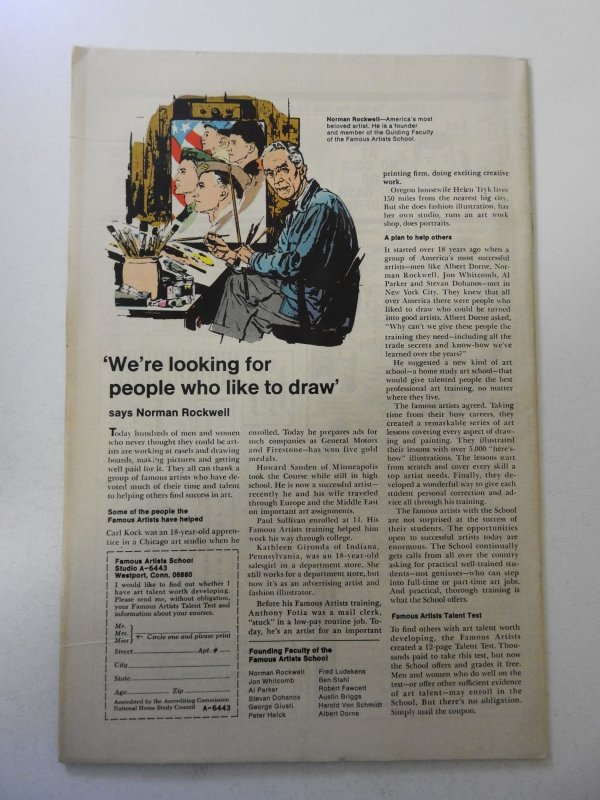 Norman Rockwell—America's most
beloved artist. He is a founder
and member of the Guiding Faculty
of the Famous Artists School.
'We're looking for
people who like to draw'
says Norman Rockwell
Today hundreds of men and women
who never thought they could be art-
ists are working at easels and drawing
boards, making pictures and getting
well paid for it. They all can thank a
group of famous artists who have de-
voted much of their time and talent
to helping others find success in art.
Some of the people the
Famous Artists have helped
Carl Kock was an 18-year-old appren-
tice in a Chicago art studio when he
Famous Artists School
Studio A-6443
Westport, Conn. 06880
I would like to find out whether I
have art talent worth developing.
Please send me, without obligation,
your Famous Artists Talent Test and
information about your courses.
Mr.
Mrs. Circle one and please print
Miss
Street Apt. #
City
State
Age Zip
Accredited by the Accrediting Commission
National Home Study Council A-6443
enrolled. Today he prepares ads for
such companies as General Motors
and Firestone—has won five gold
medals.
Howard Sanden of Minneapolis
took the Course while still in high
school. He is now a successful artist—
recently he and his wife traveled
through Europe and the Middle East
on important art assignments.
Paul Sullivan enrolled at 14. His
Famous Artists training helped him
work his way through college.
Kathleen Gironda of Indiana,
Pennsylvania, was an 18-year-old
salesgirl in a department store. She
still works for a department store, but
now it's as an advertising artist and
fashion illustrator.
Before his Famous Artists training,
Anthony Fotia was a mail clerk,
"stuck" in a low-pay routine job. To-
day, he's an artist for an important
Founding Faculty of the
Famous Artists School
Norman Rockwell
Jon Whitcomb
Al Parker
Stevan Dohanos
George Giusti
Peter Helck
Fred Ludekens
Ben Stahl
Robert Fawcett
Austin Briggs
Harold Von Schmidt
Albert Dorne
printing firm, doing exciting creative
work.
Oregon housewife Helen Tryk lives
150 miles from the nearest big city.
But she does fashion illustration, has
her own studio, runs an art work
shop, does portraits.
A plan to help others
It started over 18 years ago when a
group of America's most successful
artists—men like Albert Dorne, Nor-
man Rockwell, Jon Whitcomb, Al
Parker and Stevan Dohanos—met in
New York City. They knew that all
over America there were people who
liked to draw who could be turned
into good artists. Albert Dorne asked,
"Why can't we give these people the
training they need—including all the
trade secrets and know-how we've
learned over the years?"
He suggested a new kind of art
school—a home study art school—that
would give talented people the best
professional art training, no matter
where they live.
The famous artists agreed. Taking
time from their busy careers, they
created a remarkable series of art
lessons covering every aspect of draw-
ing and painting. They illustrated
their lessons with over 5,000 "here's-
how" illustrations. The lessons start
from scratch and cover every skill a
top artist needs. Finally, they de-
veloped a wonderful way to give each
student personal correction and ad-
vice all through his training.
The famous artists with the School
are not surprised at the success of
their students. The opportunities
open to successful artists today are
enormous. The School continually
gets calls from all over the country
asking for practical well-trained stu-
dents—not geniuses—who can step
into full-time or part-time art jobs.
And practical, thorough training is
what the School offers.
Famous Artists Talent Test
To find others with art talent worth
developing, the Famous Artists
created a 12-page Talent Test. Thou-
sands paid to take this test, but now
the School offers and grades it free.
Men and women who do well on the
test—or offer other sufficient evidence
of art talent—may enroll in the
School. But there's no obligation.
Simply mail the coupon.